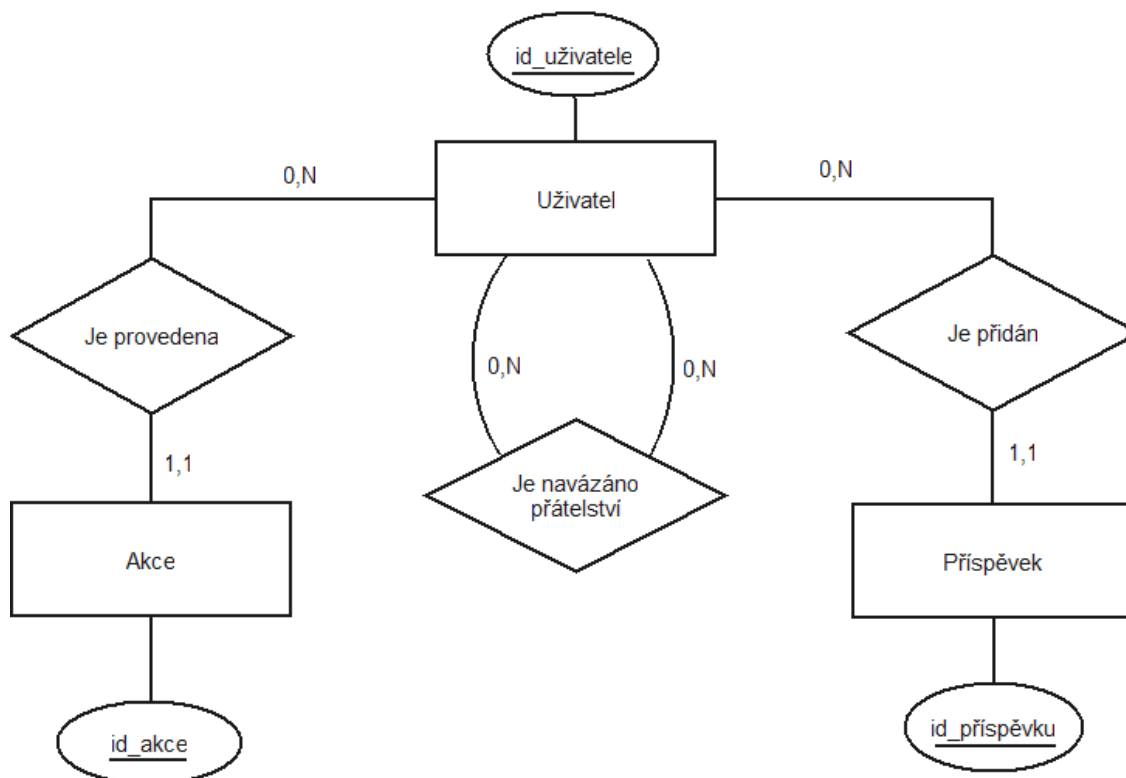 id_uživatele
0,N
0,N
Uživatel
Je provedena
0,N
0,N
Je přidán
1,1
Je navázáno
přátelství
1,1
Akce
Příspěvek
id_akce
id_příspěvku